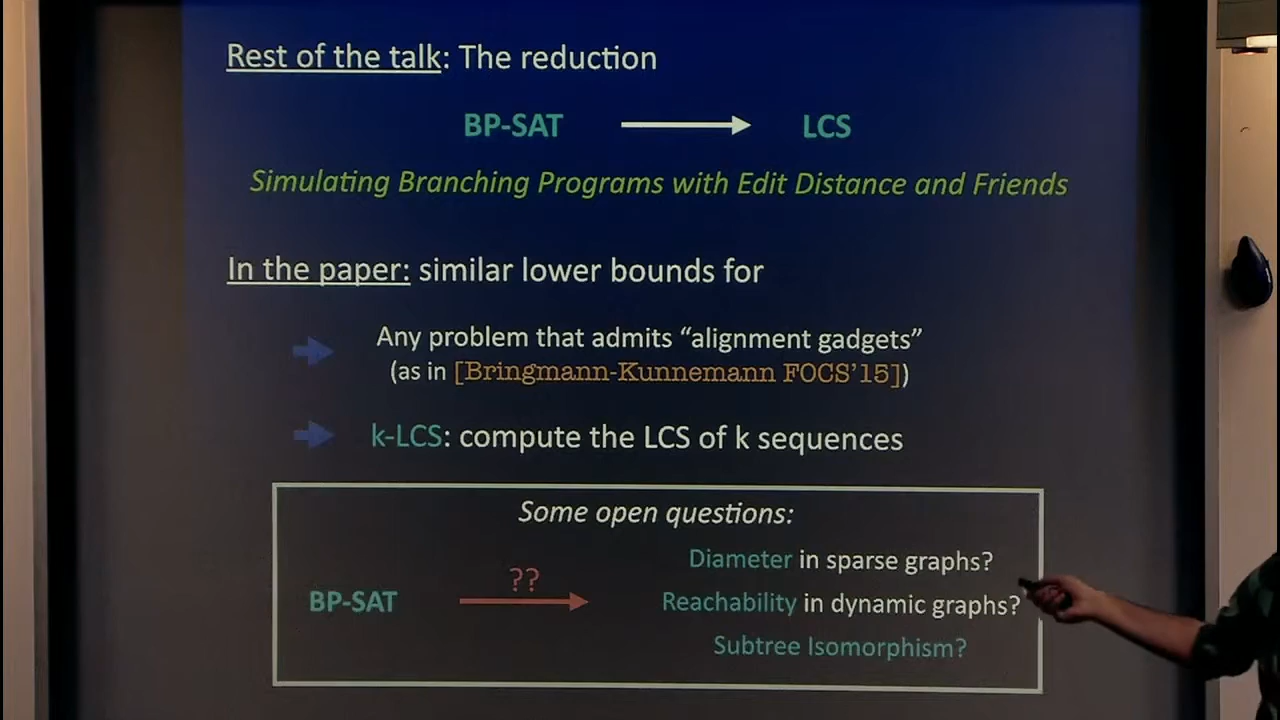 Rest of the talk: The reduction
BP-SAT LCS
Simulating Branching Programs with Edit Distance and Friends
In the paper: similar lower bounds for
Any problem that admits “alignment gadgets”
(as in [Bringmann-Kunnemann FOCS’15])
k-LCS: compute the LCS of k sequences
Some open questions:
Diameter in sparse graphs?
??
BP-SAT Reachability in dynamic graphs?
Subtree Isomorphism?